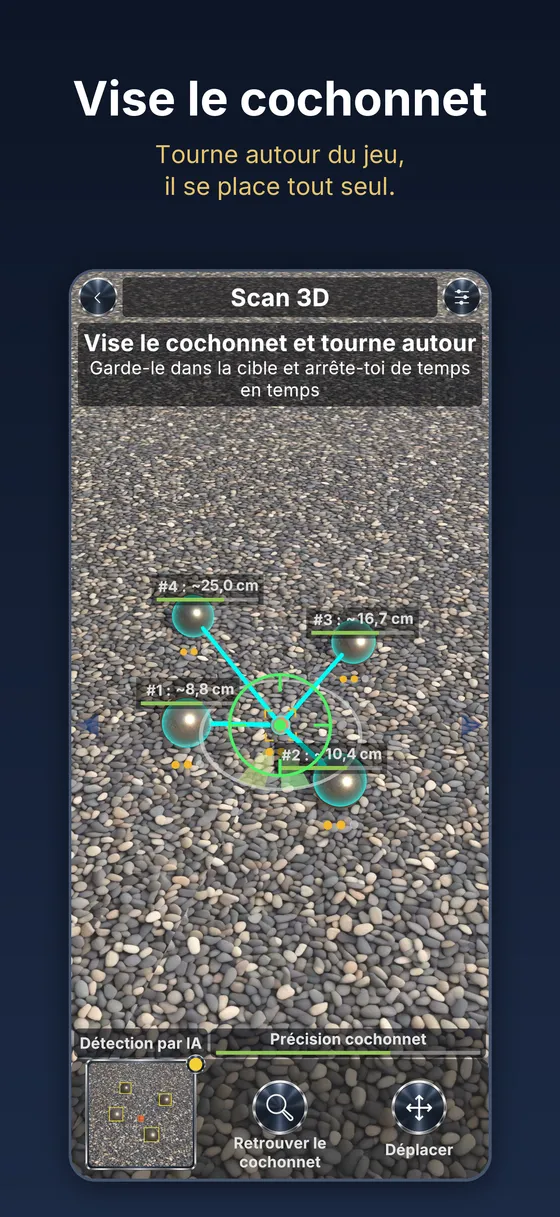 Vise le cochonnet
Tourne autour du jeu,
il se place tout seul.
Scan 3D
Vise le cochonnet et tourne autour
Garde-le dans la cible et arrête-toi de temps
en temps
#4 : ~25,0 cm
#3 : ~16,7 cm
#1 : ~8,8 cm
#2 : ~10,4 cm
Détection par IA
Précision cochonnet
Retrouver le
cochonnet
Déplacer